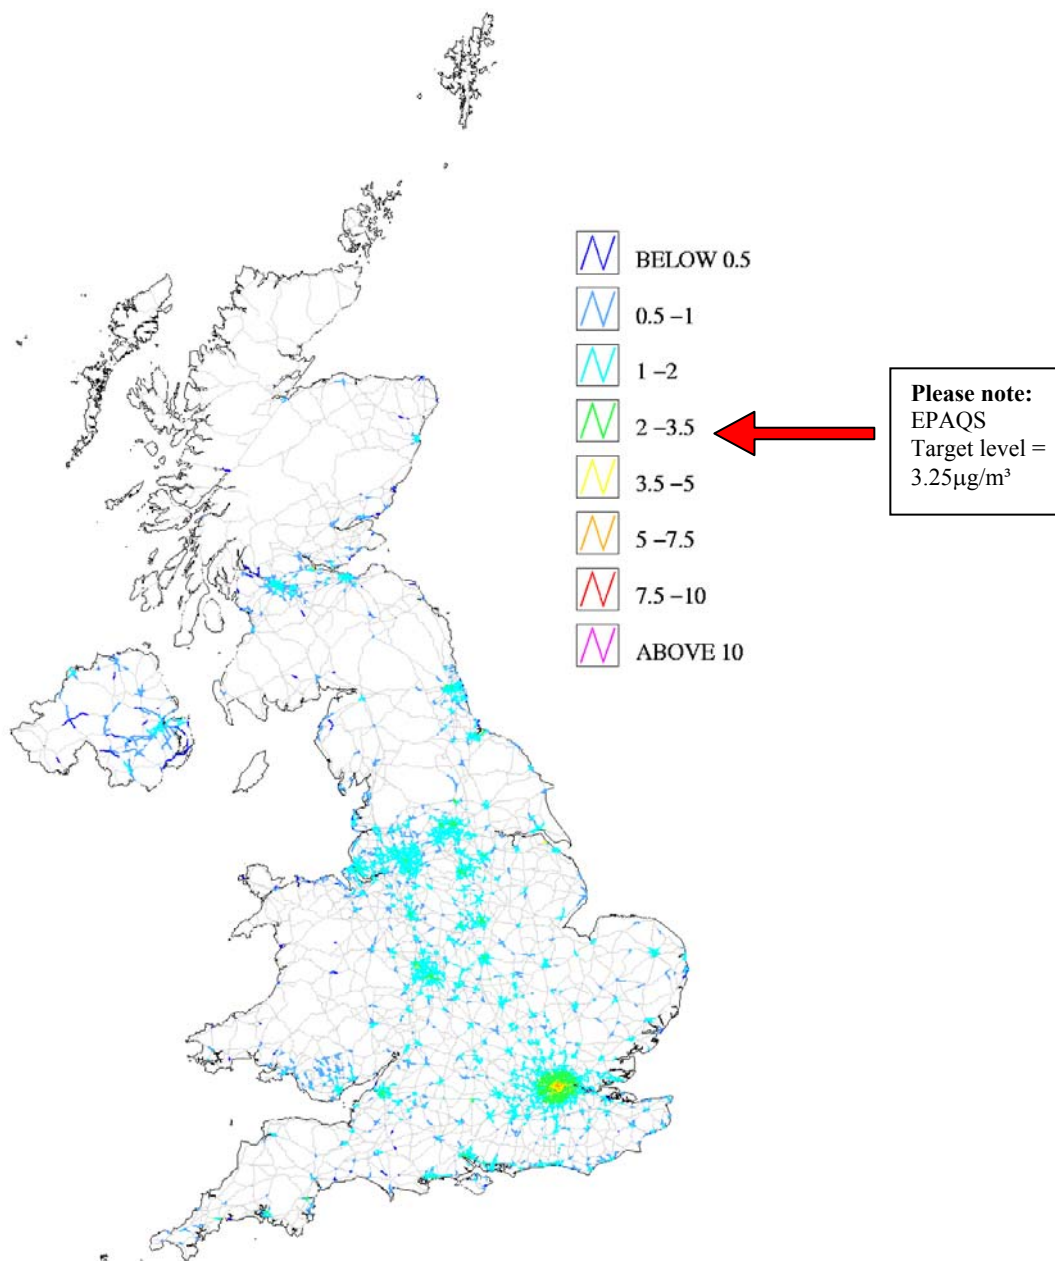 BELOW 0.5
0.5 –1
1 –2
2 –3.5
3.5 –5
5 –7.5
7.5 –10
ABOVE 10
Please note:
EPAQS
Target level =
3.25µg/m³